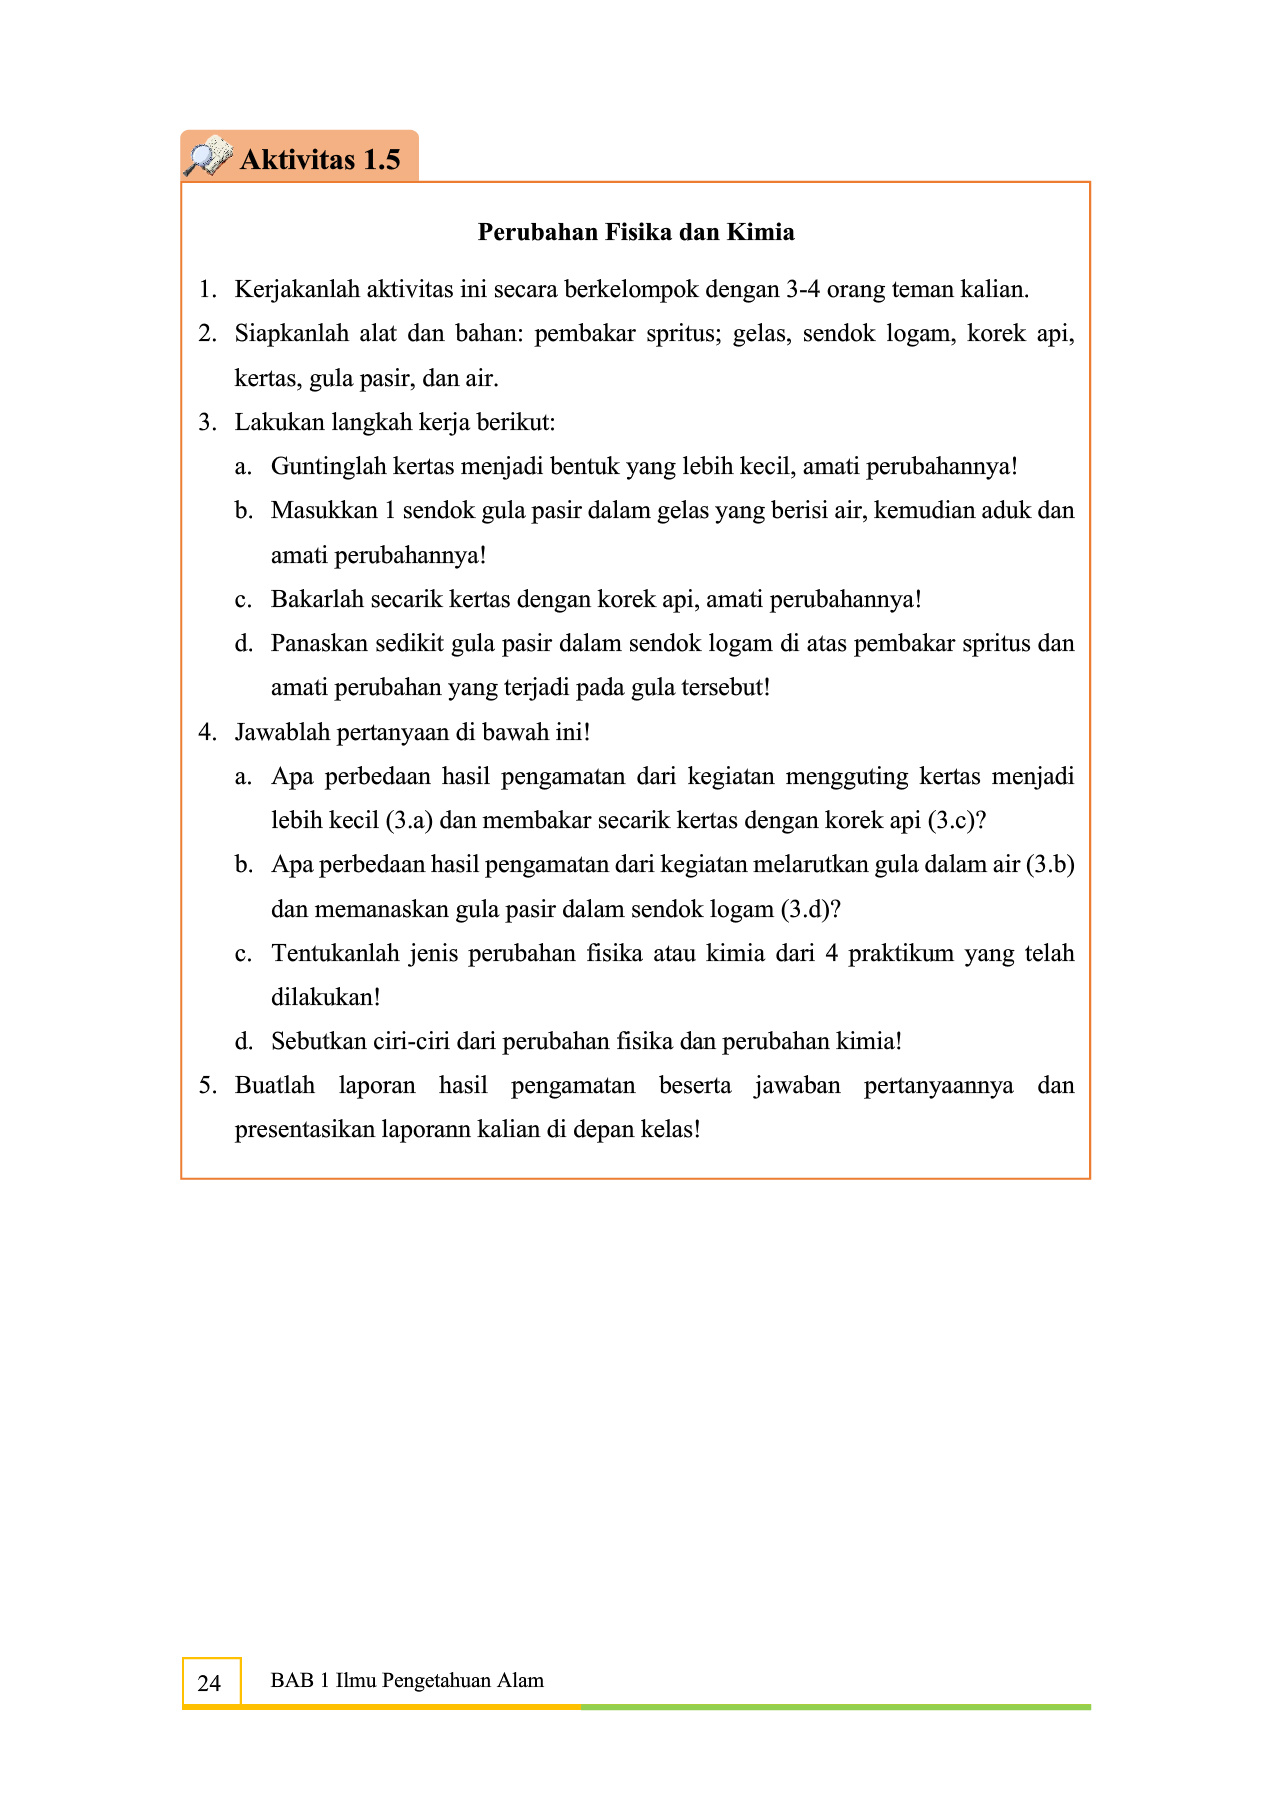 Aktivitas 1.5
Perubahan Fisika dan Kimia
1. Kerjakanlah aktivitas ini secara berkelompok dengan 3-4 orang teman kalian.
2. Siapkanlah alat dan bahan: pembakar spritus; gelas, sendok logam, korek api,
kertas, gula pasir, dan air.
3. Lakukan langkah kerja berikut:
a. Guntinglah kertas menjadi bentuk yang lebih kecil, amati perubahannya!
b. Masukkan 1 sendok gula pasir dalam gelas yang berisi air, kemudian aduk dan
amati perubahannya!
c. Bakarlah secarik kertas dengan korek api, amati perubahannya!
d. Panaskan sedikit gula pasir dalam sendok logam di atas pembakar spritus dan
amati perubahan yang terjadi pada gula tersebut!
4. Jawablah pertanyaan di bawah ini!
a. Apa perbedaan hasil pengamatan dari kegiatan mengguting kertas menjadi
lebih kecil (3.a) dan membakar secarik kertas dengan korek api (3.c)?
b. Apa perbedaan hasil pengamatan dari kegiatan melarutkan gula dalam air (3.b)
dan memanaskan gula pasir dalam sendok logam (3.d)?
c. Tentukanlah jenis perubahan fisika atau kimia dari 4 praktikum yang telah
dilakukan!
d. Sebutkan ciri-ciri dari perubahan fisika dan perubahan kimia!
5. Buatlah laporan hasil pengamatan beserta jawaban pertanyaannya dan
presentasikan laporann kalian di depan kelas!
24 BAB 1 Ilmu Pengetahuan Alam